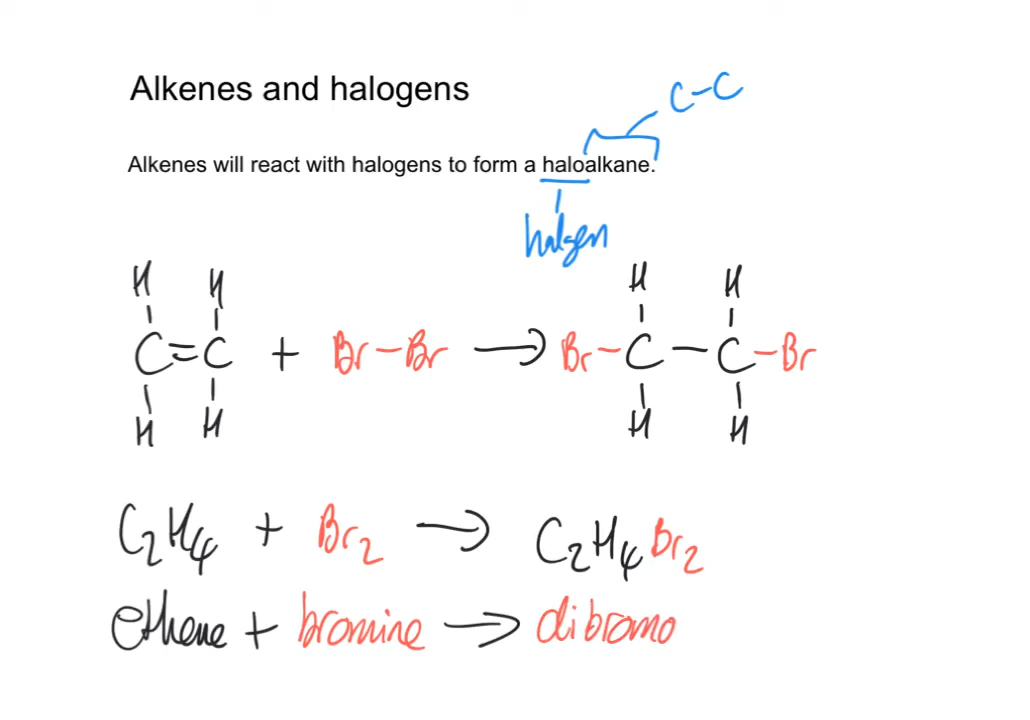 Alkenes and halogens
C-C
Alkenes will react with halogens to form a haloalkane.
halogen
H H H H
C=C + Br-Br → Br-C-C-Br
H H H H
C₂H₄ + Br₂ → C₂H₄Br₂
ethene + bromine → dibromo